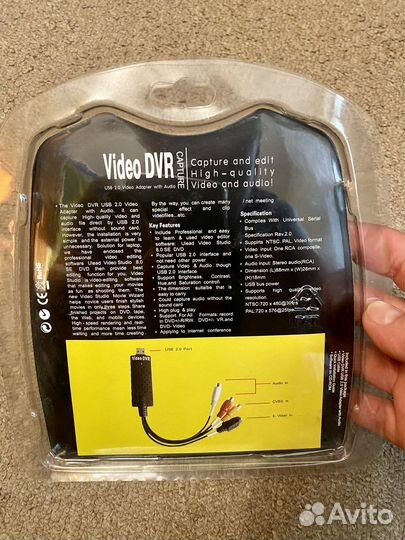 Video DVR
CAPTURE
USB 2.0 Video Adapter with Audio
Capture and edit
High-quality
Video and audio!
The Video DVR USB 2.0 Video
Adapter with Audio, it can
capture High-quality video and
audio file direct by USB 2.0
interface without sound card.
However, the installation is very
simple and the external power is
unnecessary. Solution for laptop,
we have enclosed the
professional video editing
software: Ulead Video Studio 8.
SE DVD then provide best
editing function for you. Video
Studio is video-editing software
that makes editing your movies
as fun as shooting them. The
new Video Studio Movie Wizard
helps novice users finish stylish
movies in only three steps. Share
finished projects on DVD, tape,
the Web, and mobile devices.
High speed rendering and real-
time performance mean less time
waiting and more time creating
By the way, you can create many
special effect and do
videofiles...etc.
Key Features
Include Professional and easy
to learn & used video editor
software: Ulead Video Studio
8.0 SE DVD
Popular USB 2.0 interface and
not need other power
Capture Video & Audio though
USB 2.0 interface
Support Brightness, Contrast,
Hue, and Saturation control!
The dimension suitable that is
easy to carry
Could capture audio without the
sound card
High plug & play
Support For All Formats: record
in DVD+/-R/RW, DVD+/- VR, and
DVD- Video
Applying to internet conference
/ net meeting
Specification
Complies With Universal Serial
Bus
Specification Rev.2.0.
Supports NTSC, PAL, Video format
Video input: One RCA composite,
one S-Video.
Audio input: Stereo audio(RCA)
Dimension (L)88mm x (W)28mm x
(H)18mm
USB bus power
Supports high quality video
resolution
NTSC:720 x 480@30fps
PAL:720 x 576@25fps
USB 2.0 Port
Video DVR
Audio in
CVBS in
S- Video in
Avito